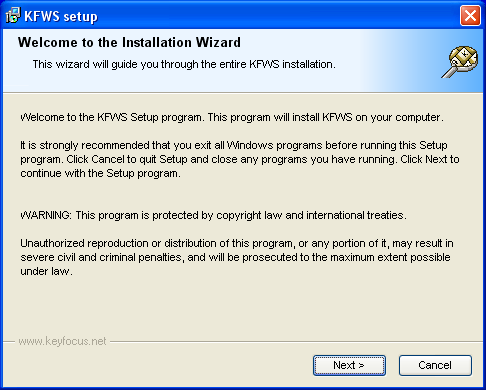 KFWS setup
Welcome to the Installation Wizard
This wizard will guide you through the entire KFWS installation.
Welcome to the KFWS Setup program. This program will install KFWS on your computer.
It is strongly recommended that you exit all Windows programs before running this Setup
program. Click Cancel to quit Setup and close any programs you have running. Click Next to
continue with the Setup program.
WARNING: This program is protected by copyright law and international treaties.
Unauthorized reproduction or distribution of this program, or any portion of it, may result in
severe civil and criminal penalties, and will be prosecuted to the maximum extent possible
under law.
www.keyfocus.net
Next > Cancel